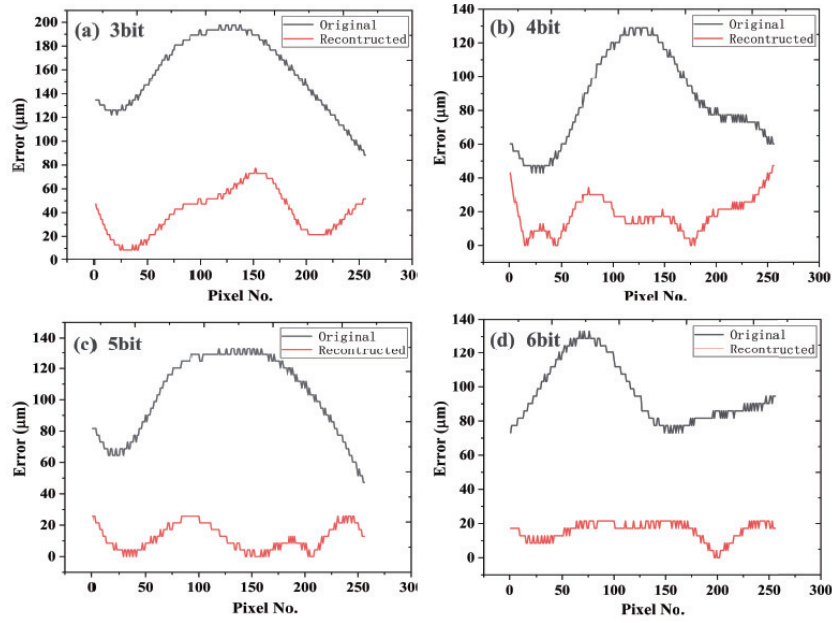 (a) 3bit
Original
Recontructed
Error (μm)
200
180
160
140
120
100
80
60
40
20
0
0 50 100 150 200 250 300
Pixel No.
(b) 4bit
Original
Recontructed
Error (μm)
140
120
100
80
60
40
20
0
0 50 100 150 200 250 300
Pixel No.
(c) 5bit
Original
Recontructed
Error (μm)
140
120
100
80
60
40
20
0
0 50 100 150 200 250 300
Pixel No.
(d) 6bit
Original
Recontructed
Error (μm)
140
120
100
80
60
40
20
0
0 50 100 150 200 250 300
Pixel No.